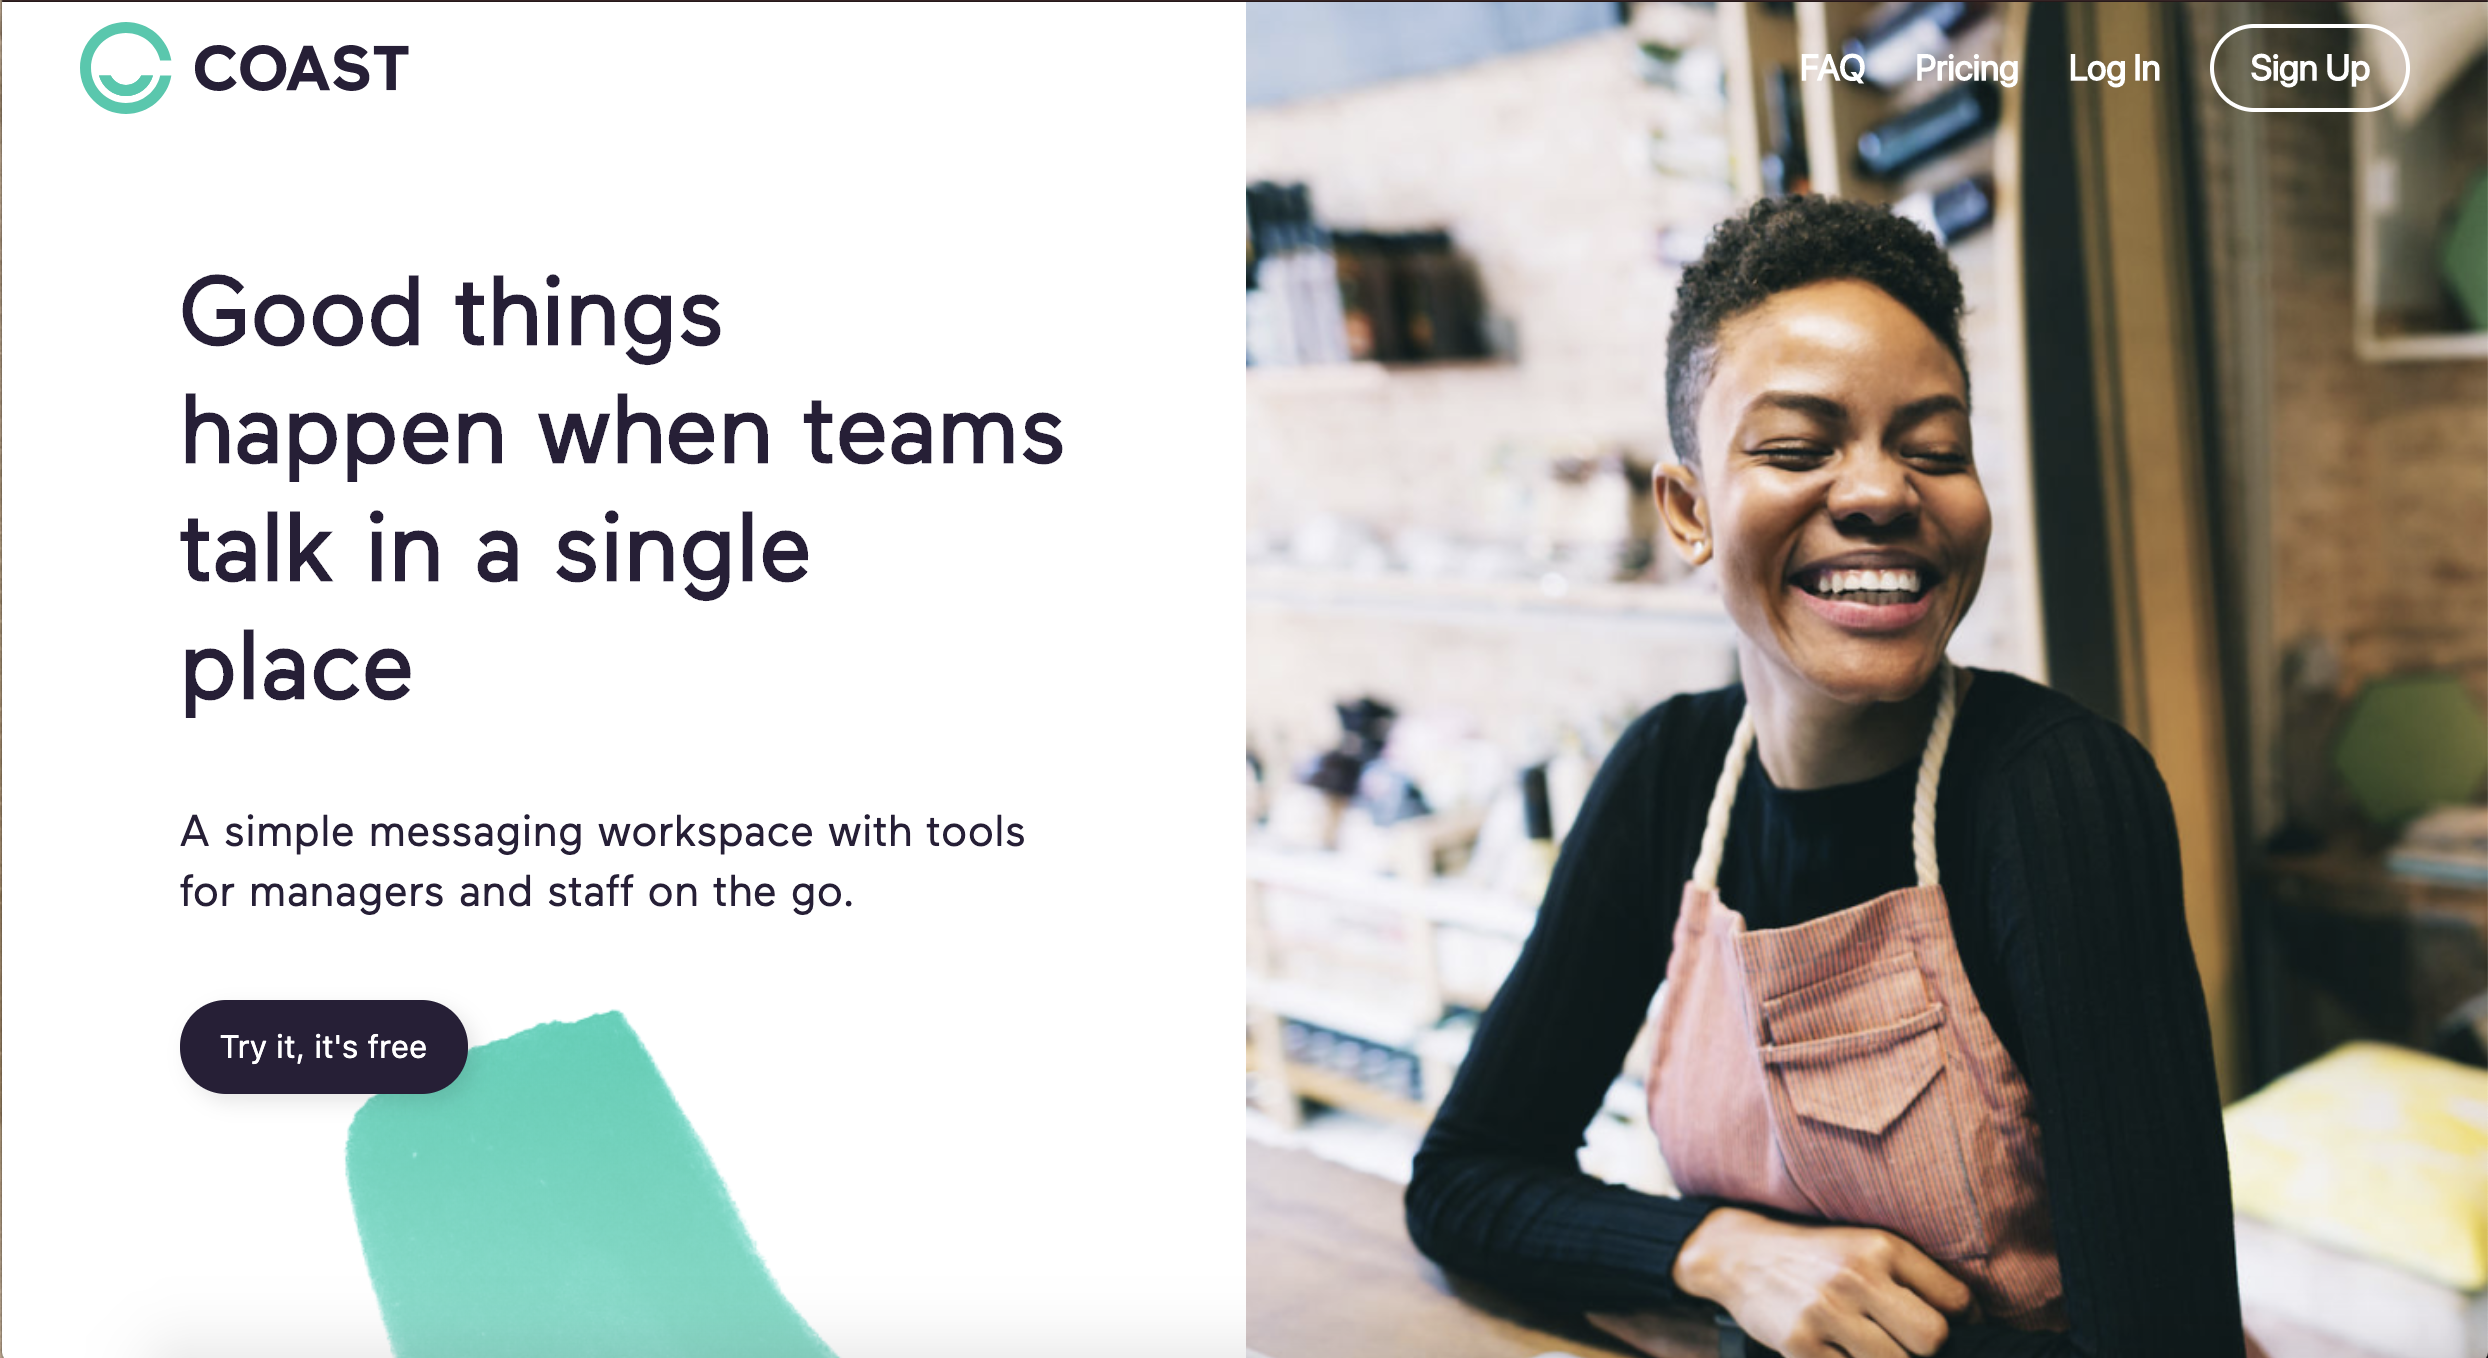 COAST
FAQ
Pricing
Log In
Sign Up
Good things
happen when teams
talk in a single
place
A simple messaging workspace with tools
for managers and staff on the go.
Try it, it's free